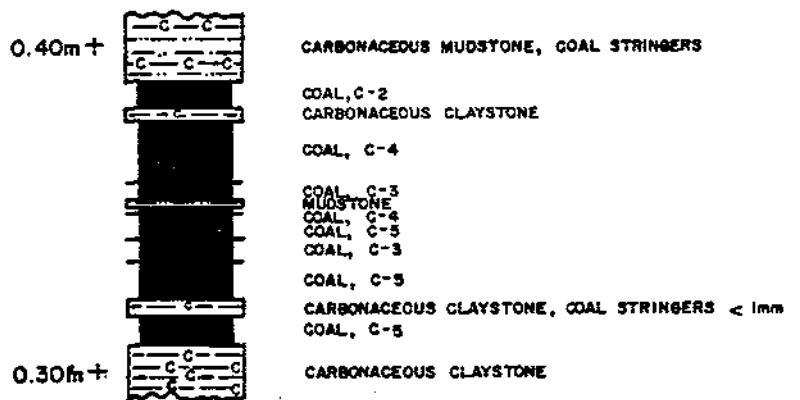 0.40m+ CARBONACEOUS MUDSTONE, COAL STRINGERS
C C
C C C
COAL, C-2
C CARBONACEOUS CLAYSTONE
COAL, C-4
COAL, C-3
MUDSTONE
COAL, C-4
COAL, C-5
COAL, C-3
COAL, C-5
C CARBONACEOUS CLAYSTONE, COAL STRINGERS < 1mm
COAL, C-5
0.30m+ CARBONACEOUS CLAYSTONE
C
C C
C
C C